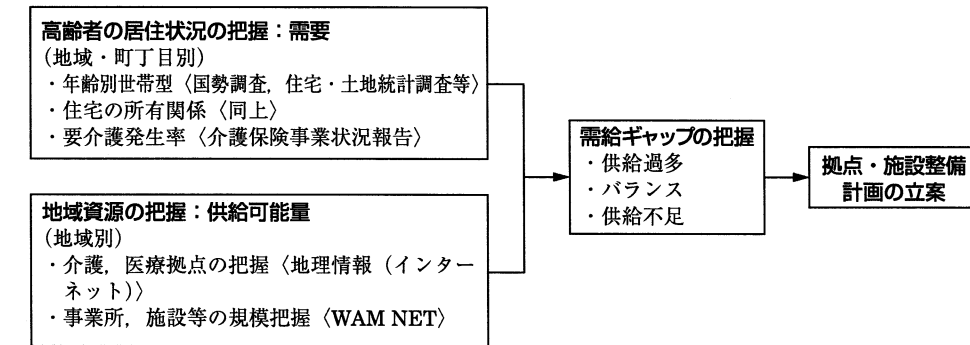 高齢者の居住状況の把握：需要
（地域・町丁目別）
・年齢別世帯型〈国勢調査，住宅・土地統計調査等〉
・住宅の所有関係〈同上〉
・要介護発生率〈介護保険事業状況報告〉
地域資源の把握：供給可能量
（地域別）
・介護，医療拠点の把握〈地理情報（インター
ネット）〉
・事業所，施設等の規模把握〈WAM NET〉
需給ギャップの把握
・供給過多
・バランス
・供給不足
拠点・施設整備
計画の立案